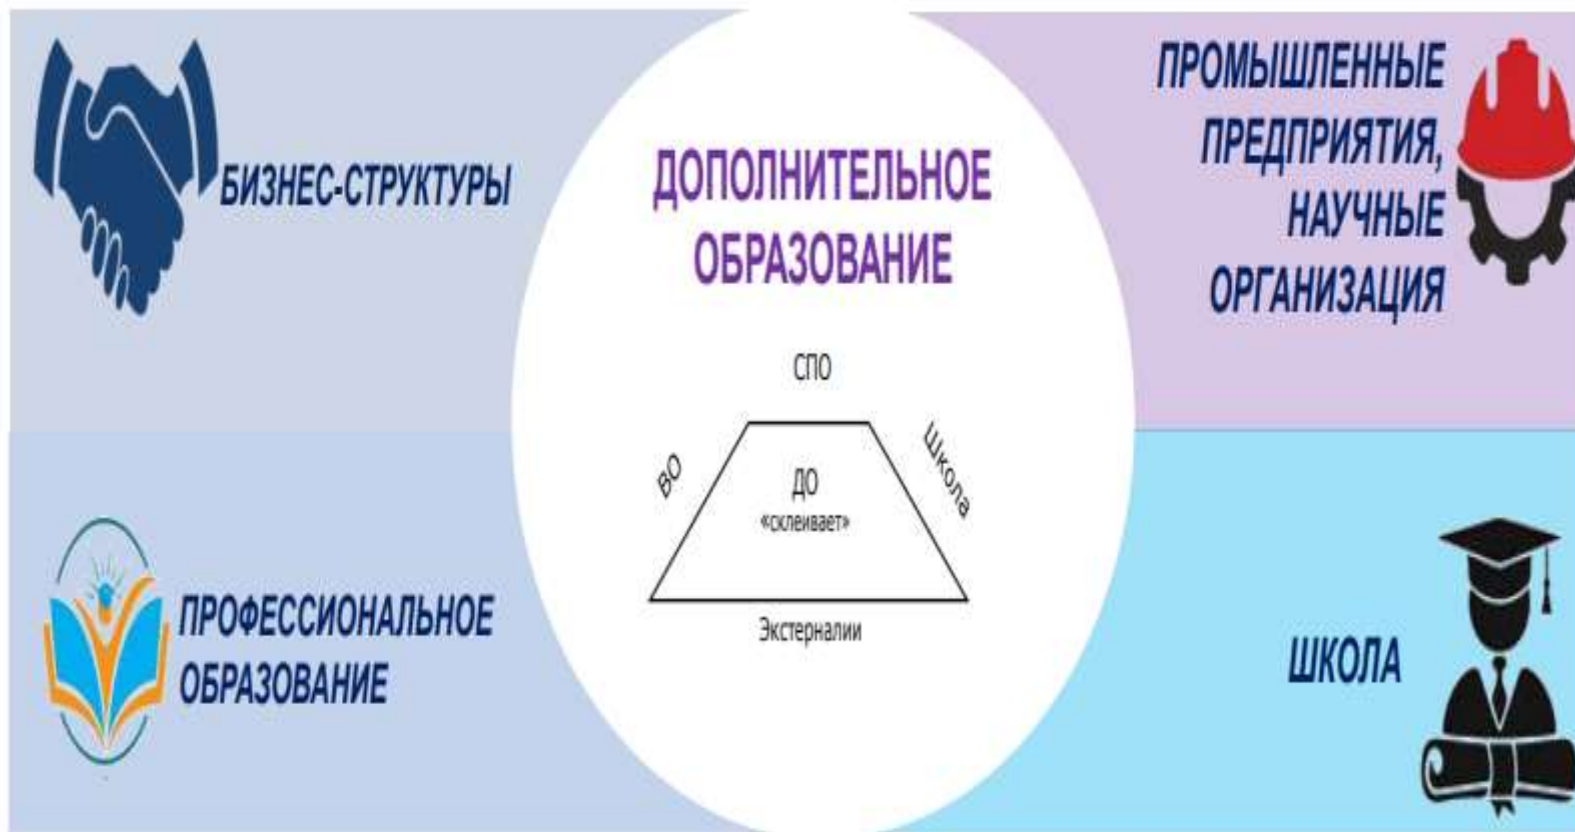 БИЗНЕС-СТРУКТУРЫ
ПРОМЫШЛЕННЫЕ
ПРЕДПРИЯТИЯ,
НАУЧНЫЕ
ОРГАНИЗАЦИЯ
ДОПОЛНИТЕЛЬНОЕ
ОБРАЗОВАНИЕ
СПО
ВО
Школа
ДО
«склеивает»
Экстерналии
ПРОФЕССИОНАЛЬНОЕ
ОБРАЗОВАНИЕ
ШКОЛА